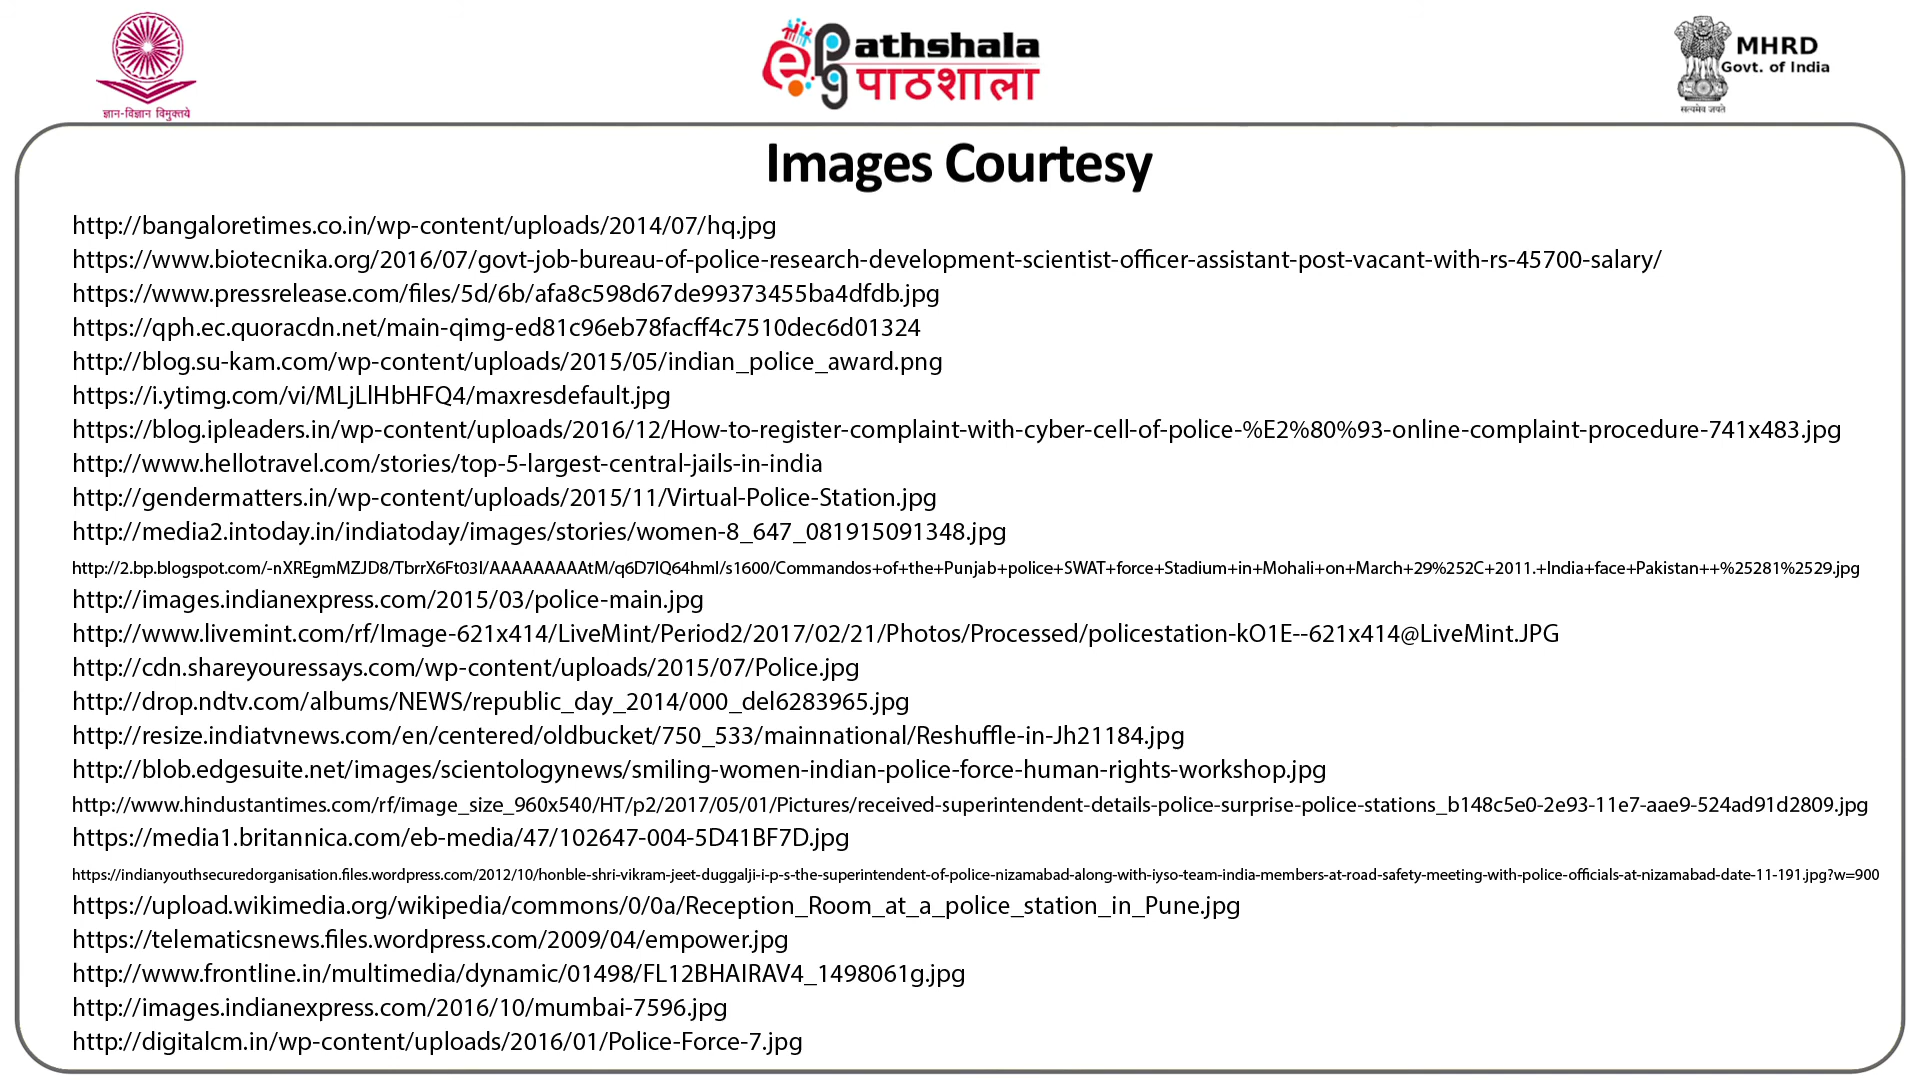 ज्ञान-विज्ञान विमुक्तये
e pg Pathshala
पाठशाला
MHRD
Govt. of India
सत्यमेव जयते
Images Courtesy
http://bangaloretimes.co.in/wp-content/uploads/2014/07/hq.jpg
https://www.biotecnika.org/2016/07/govt-job-bureau-of-police-research-development-scientist-officer-assistant-post-vacant-with-rs-45700-salary/
https://www.pressrelease.com/files/5d/6b/afa8c598d67de99373455ba4dfdb.jpg
https://qph.ec.quoracdn.net/main-qimg-ed81c96eb78facff4c7510dec6d01324
http://blog.su-kam.com/wp-content/uploads/2015/05/indian_police_award.png
https://i.ytimg.com/vi/MLjLlHbHFQ4/maxresdefault.jpg
https://blog.ipleaders.in/wp-content/uploads/2016/12/How-to-register-complaint-with-cyber-cell-of-police-%E2%80%93-online-complaint-procedure-741x483.jpg
http://www.hellotravel.com/stories/top-5-largest-central-jails-in-india
http://gendermatters.in/wp-content/uploads/2015/11/Virtual-Police-Station.jpg
http://media2.intoday.in/indiatoday/images/stories/women-8_647_081915091348.jpg
http://2.bp.blogspot.com/-nXREgmMZJD8/TbrrX6Ft03I/AAAAAAAAAtM/q6D7IQ64hmI/s1600/Commandos+of+the+Punjab+police+SWAT+force+Stadium+in+Mohali+on+March+29%252C+2011.+India+face+Pakistan++%25281%2529.jpg
http://images.indianexpress.com/2015/03/police-main.jpg
http://www.livemint.com/rf/Image-621x414/LiveMint/Period2/2017/02/21/Photos/Processed/policestation-kO1E--621x414@LiveMint.JPG
http://cdn.shareyouressays.com/wp-content/uploads/2015/07/Police.jpg
http://drop.ndtv.com/albums/NEWS/republic_day_2014/000_del6283965.jpg
http://resize.indiatvnews.com/en/centered/oldbucket/750_533/mainnational/Reshuffle-in-Jh21184.jpg
http://blob.edgesuite.net/images/scientologynews/smiling-women-indian-police-force-human-rights-workshop.jpg
http://www.hindustantimes.com/rf/image_size_960x540/HT/p2/2017/05/01/Pictures/received-superintendent-details-police-surprise-police-stations_b148c5e0-2e93-11e7-aae9-524ad91d2809.jpg
https://media1.britannica.com/eb-media/47/102647-004-5D41BF7D.jpg
https://indianyouthsecuredorganisation.files.wordpress.com/2012/10/honble-shri-vikram-jeet-duggalji-i-p-s-the-superintendent-of-police-nizamabad-along-with-iyso-team-india-members-at-road-safety-meeting-with-police-officials-at-nizamabad-date-11-191.jpg?w=900
https://upload.wikimedia.org/wikipedia/commons/0/0a/Reception_Room_at_a_police_station_in_Pune.jpg
https://telematicsnews.files.wordpress.com/2009/04/empower.jpg
http://www.frontline.in/multimedia/dynamic/01498/FL12BHAIRAV4_1498061g.jpg
http://images.indianexpress.com/2016/10/mumbai-7596.jpg
http://digitalcm.in/wp-content/uploads/2016/01/Police-Force-7.jpg